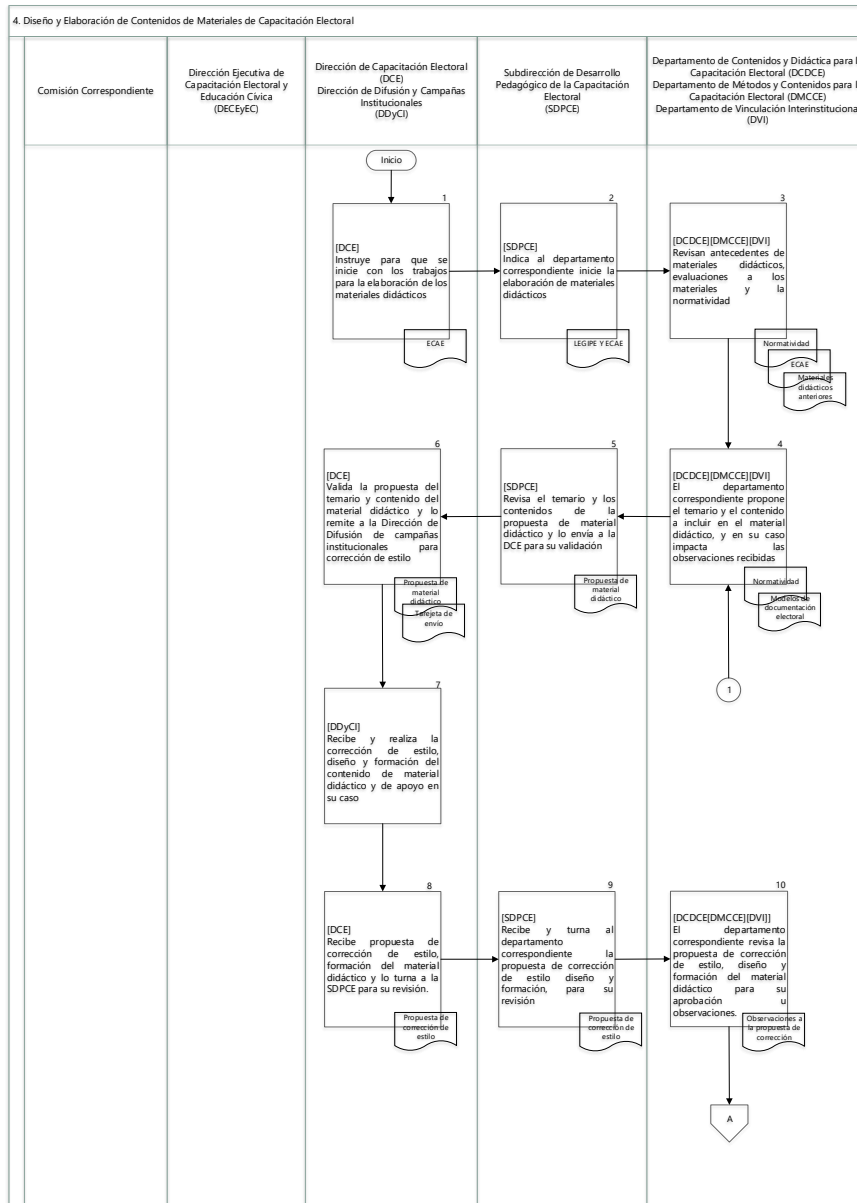 4. Diseño y Elaboración de Contenidos de Materiales de Capacitación Electoral
Comisión Correspondiente
Dirección Ejecutiva de
Capacitación Electoral y
Educación Cívica
(DECEyEC)
Dirección de Capacitación Electoral
(DCE)
Dirección de Difusión y Campañas
Institucionales
(DDyCI)
Subdirección de Desarrollo
Pedagógico de la Capacitación
Electoral
(SDPCE)
Departamento de Contenidos y Didáctica para l
Capacitación Electoral (DCDCE)
Departamento de Métodos y Contenidos para l
Capacitación Electoral (DMCCE)
Departamento de Vinculación Interinstituciona
(DVI)
Inicio
1
[DCE]
Instruye para que se
inicie con los trabajos
para la elaboración de los
materiales didácticos
ECAE
2
[SDPCE]
Indica al departamento
correspondiente inicie la
elaboración de materiales
didácticos
LEGIPE Y ECAE
3
[DCDCE][DMCCE][DVI]
Revisan antecedentes de
materiales didácticos,
evaluaciones a los
materiales y la
normatividad
Normatividad
ECAE
Materiales
didácticos
anteriores
4
[DCDCE][DMCCE][DVI]
El departamento
correspondiente propone
el temario y el contenido
a incluir en el material
didáctico, y en su caso
impacta las
observaciones recibidas
Normatividad
Modelos de
documentación
electoral
1
5
[SDPCE]
Revisa el temario y los
contenidos de la
propuesta de material
didáctico y lo envía a la
DCE para su validación
Propuesta de
material
didáctico
6
[DCE]
Valida la propuesta del
temario y contenido del
material didáctico y lo
remite a la Dirección de
Difusión de campañas
institucionales para
corrección de estilo
Propuesta de
material
didáctico
Tarejeta de
envío
7
[DDyCI]
Recibe y realiza la
corrección de estilo,
diseño y formación del
contenido de material
didáctico y de apoyo en
su caso
8
[DCE]
Recibe propuesta de
corrección de estilo,
formación del material
didáctico y lo turna a la
SDPCE para su revisión.
Propuesta de
corrección de
estilo
9
[SDPCE]
Recibe y turna al
departamento
correspondiente la
propuesta de corrección
de estilo diseño y
formación, para su
revisión
Propuesta de
corrección de
estilo
10
[DCDCE[DMCCE][DVI]]
El departamento
correspondiente revisa la
propuesta de corrección
de estilo, diseño y
formación del material
didáctico para su
aprobación u
observaciones.
Observaciones a
la propuesta de
corrección
A